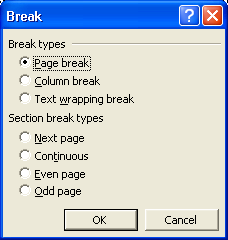 Break
Break types
Page break
Column break
Text wrapping break
Section break types
Next page
Continuous
Even page
Odd page
OK
Cancel